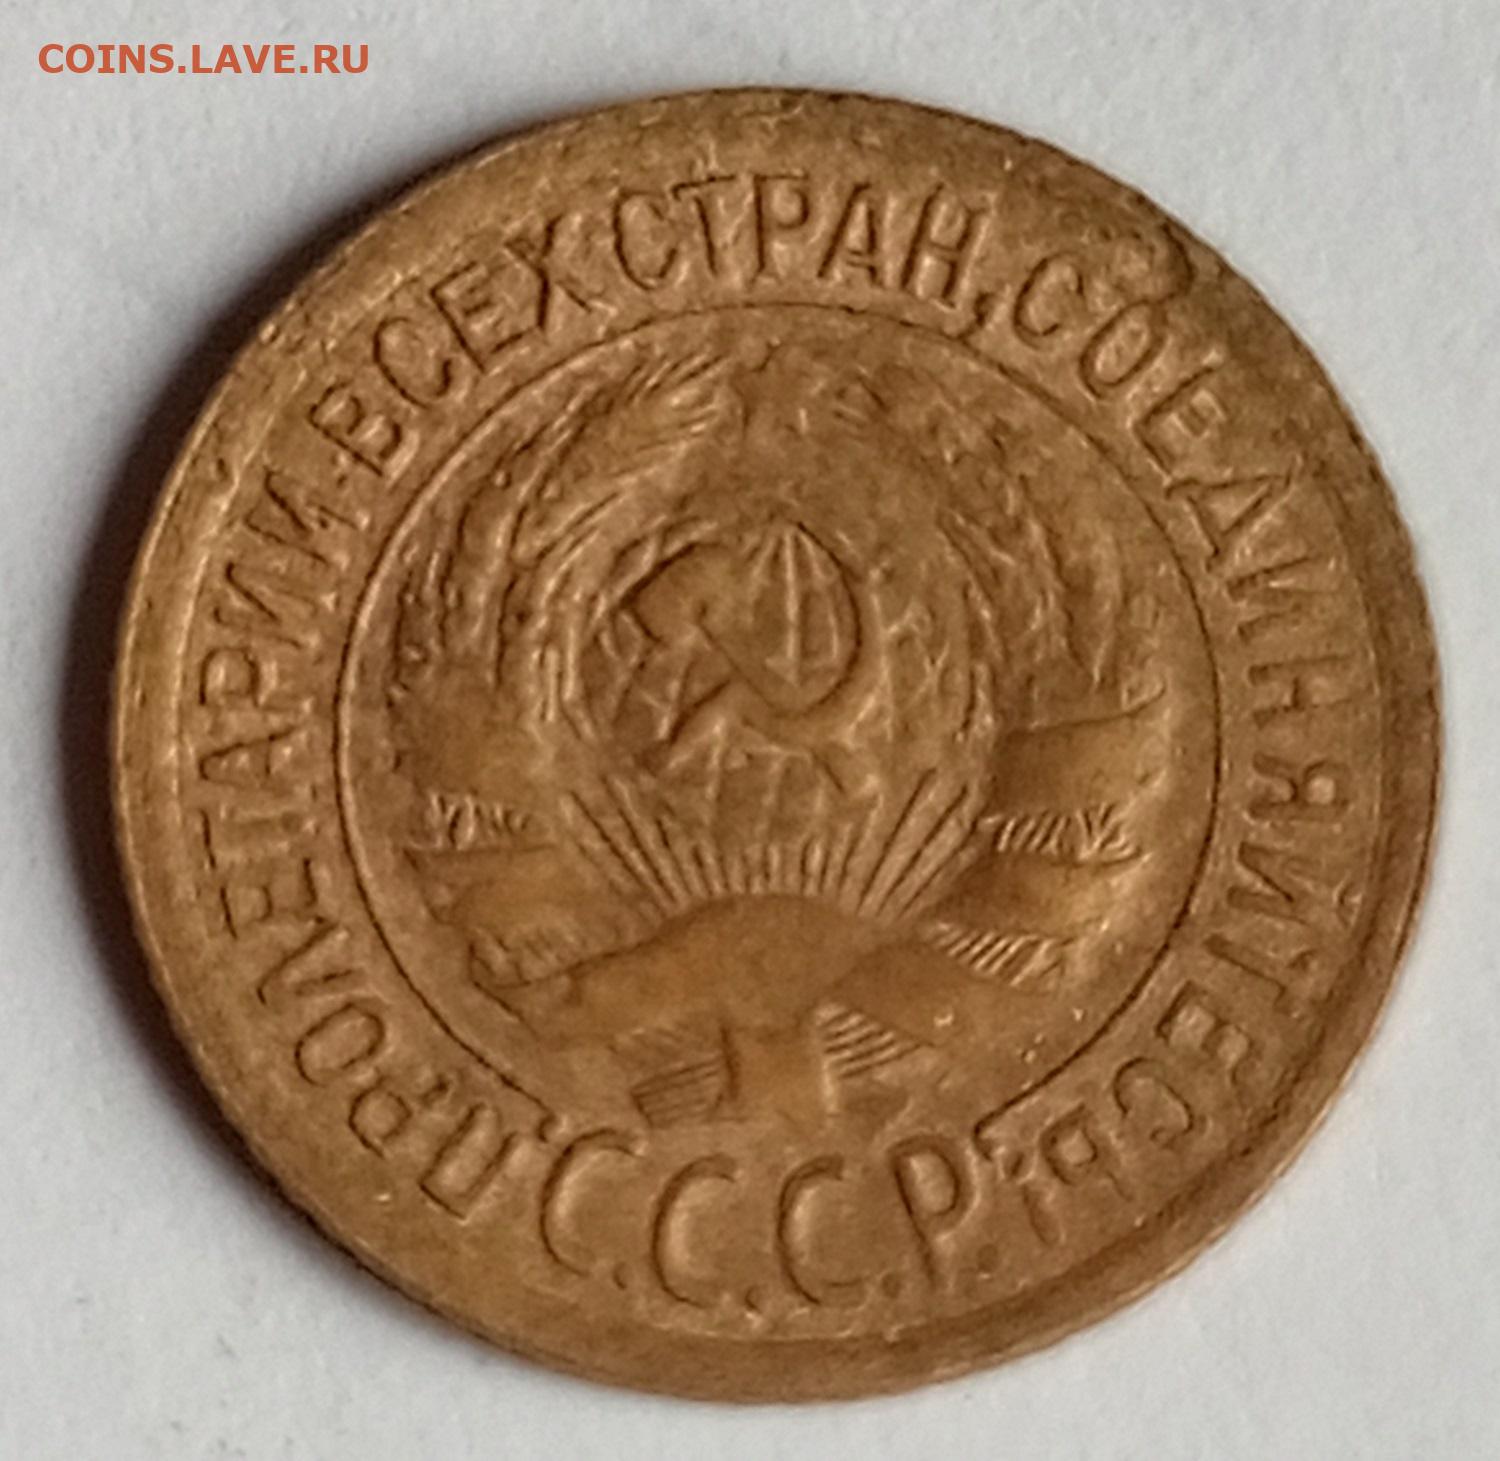 COINS.LAVE.RU
ПРОЛЕТАРИИ ВСЕХ СТРАН, СОЕДИНЯЙТЕСЬ!
С.С.С.Р.